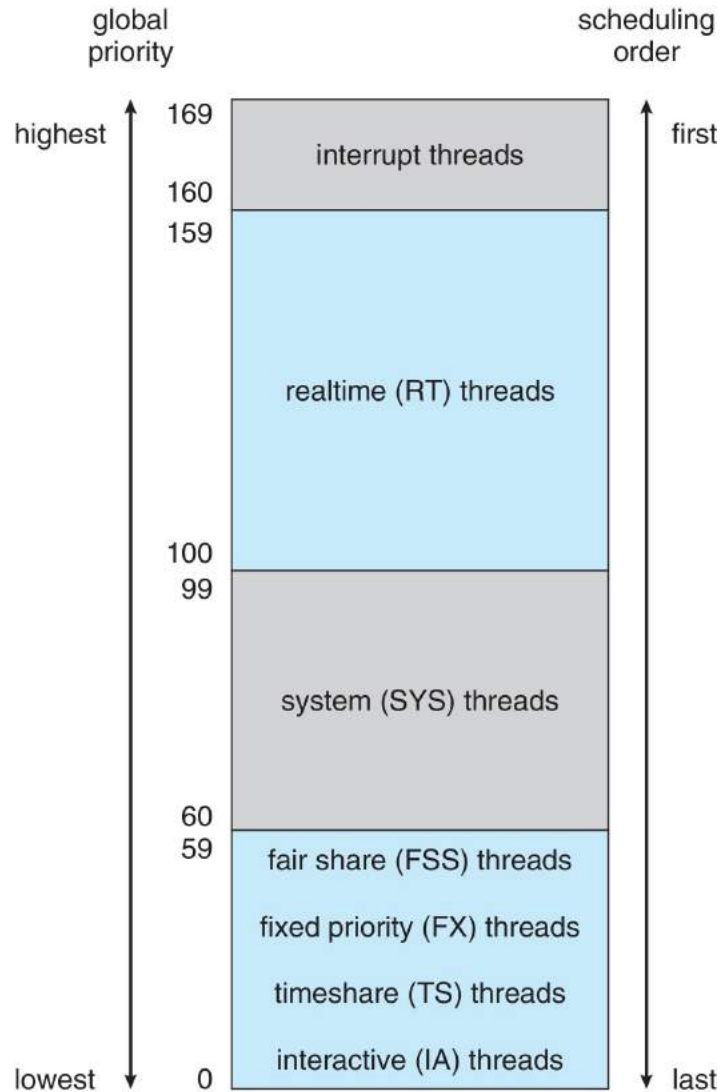 global
priority
scheduling
order
highest
169
interrupt threads
first
160
159
realtime (RT) threads
100
99
system (SYS) threads
60
59
fair share (FSS) threads
fixed priority (FX) threads
timeshare (TS) threads
interactive (IA) threads
lowest
0
last